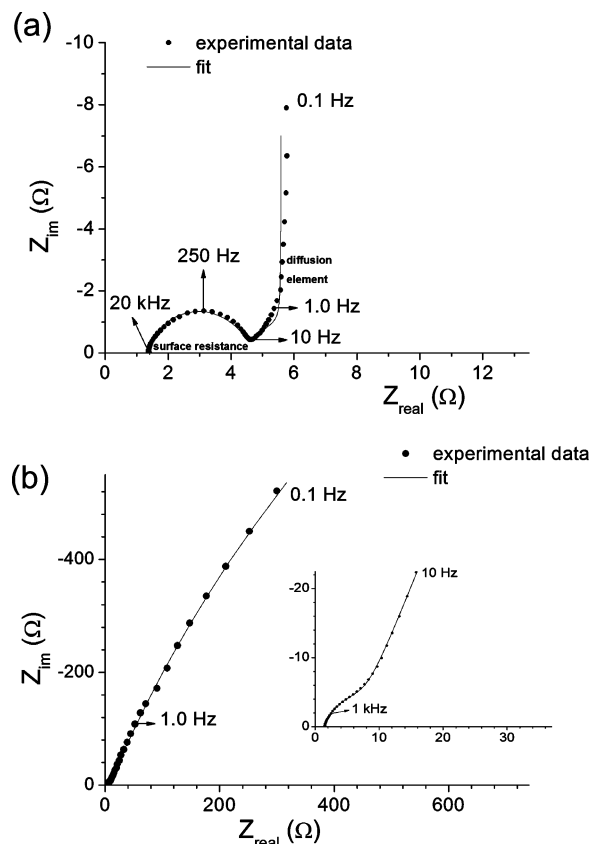 (a)
experimental data
fit
-10
-8
-6
-4
-2
0
Z_im (Ω)
0.1 Hz
diffusion
element
250 Hz
20 kHz
1.0 Hz
10 Hz
surface resistance
0 2 4 6 8 10 12
Z_real (Ω)
(b)
experimental data
fit
0.1 Hz
-400
-200
0
Z_im (Ω)
1.0 Hz
-20
-10
0
10 Hz
1 kHz
0 10 20 30
0 200 400 600
Z_real (Ω)